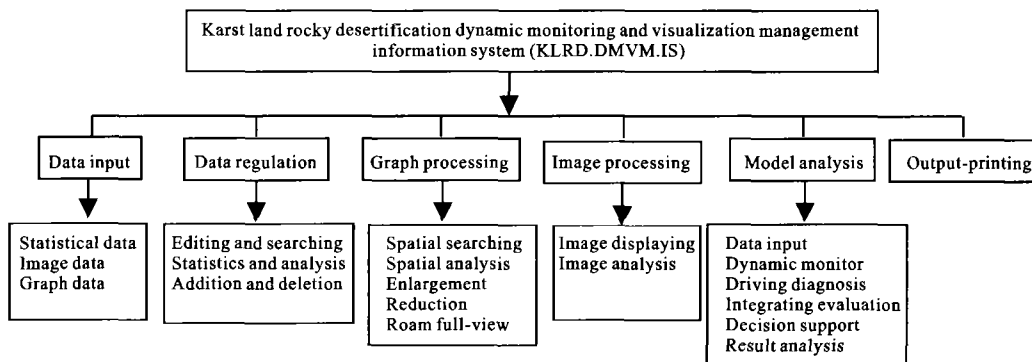 Karst land rocky desertification dynamic monitoring and visualization management
information system (KLRD.DMVM.IS)
Data input
Data regulation
Graph processing
Image processing
Model analysis
Output-printing
Statistical data
Image data
Graph data
Editing and searching
Statistics and analysis
Addition and deletion
Spatial searching
Spatial analysis
Enlargement
Reduction
Roam full-view
Image displaying
Image analysis
Data input
Dynamic monitor
Driving diagnosis
Integrating evaluation
Decision support
Result analysis